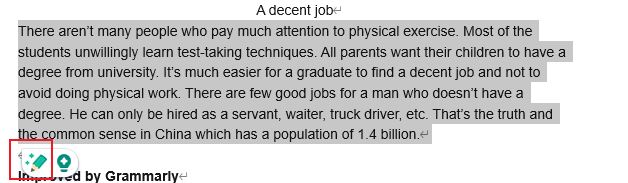 A decent job
There aren’t many people who pay much attention to physical exercise. Most of the
students unwillingly learn test-taking techniques. All parents want their children to have a
degree from university. It’s much easier for a graduate to find a decent job and not to
avoid doing physical work. There are few good jobs for a man who doesn’t have a
degree. He can only be hired as a servant, waiter, truck driver, etc. That’s the truth and
the common sense in China which has a population of 1.4 billion.
Improved by Grammarly